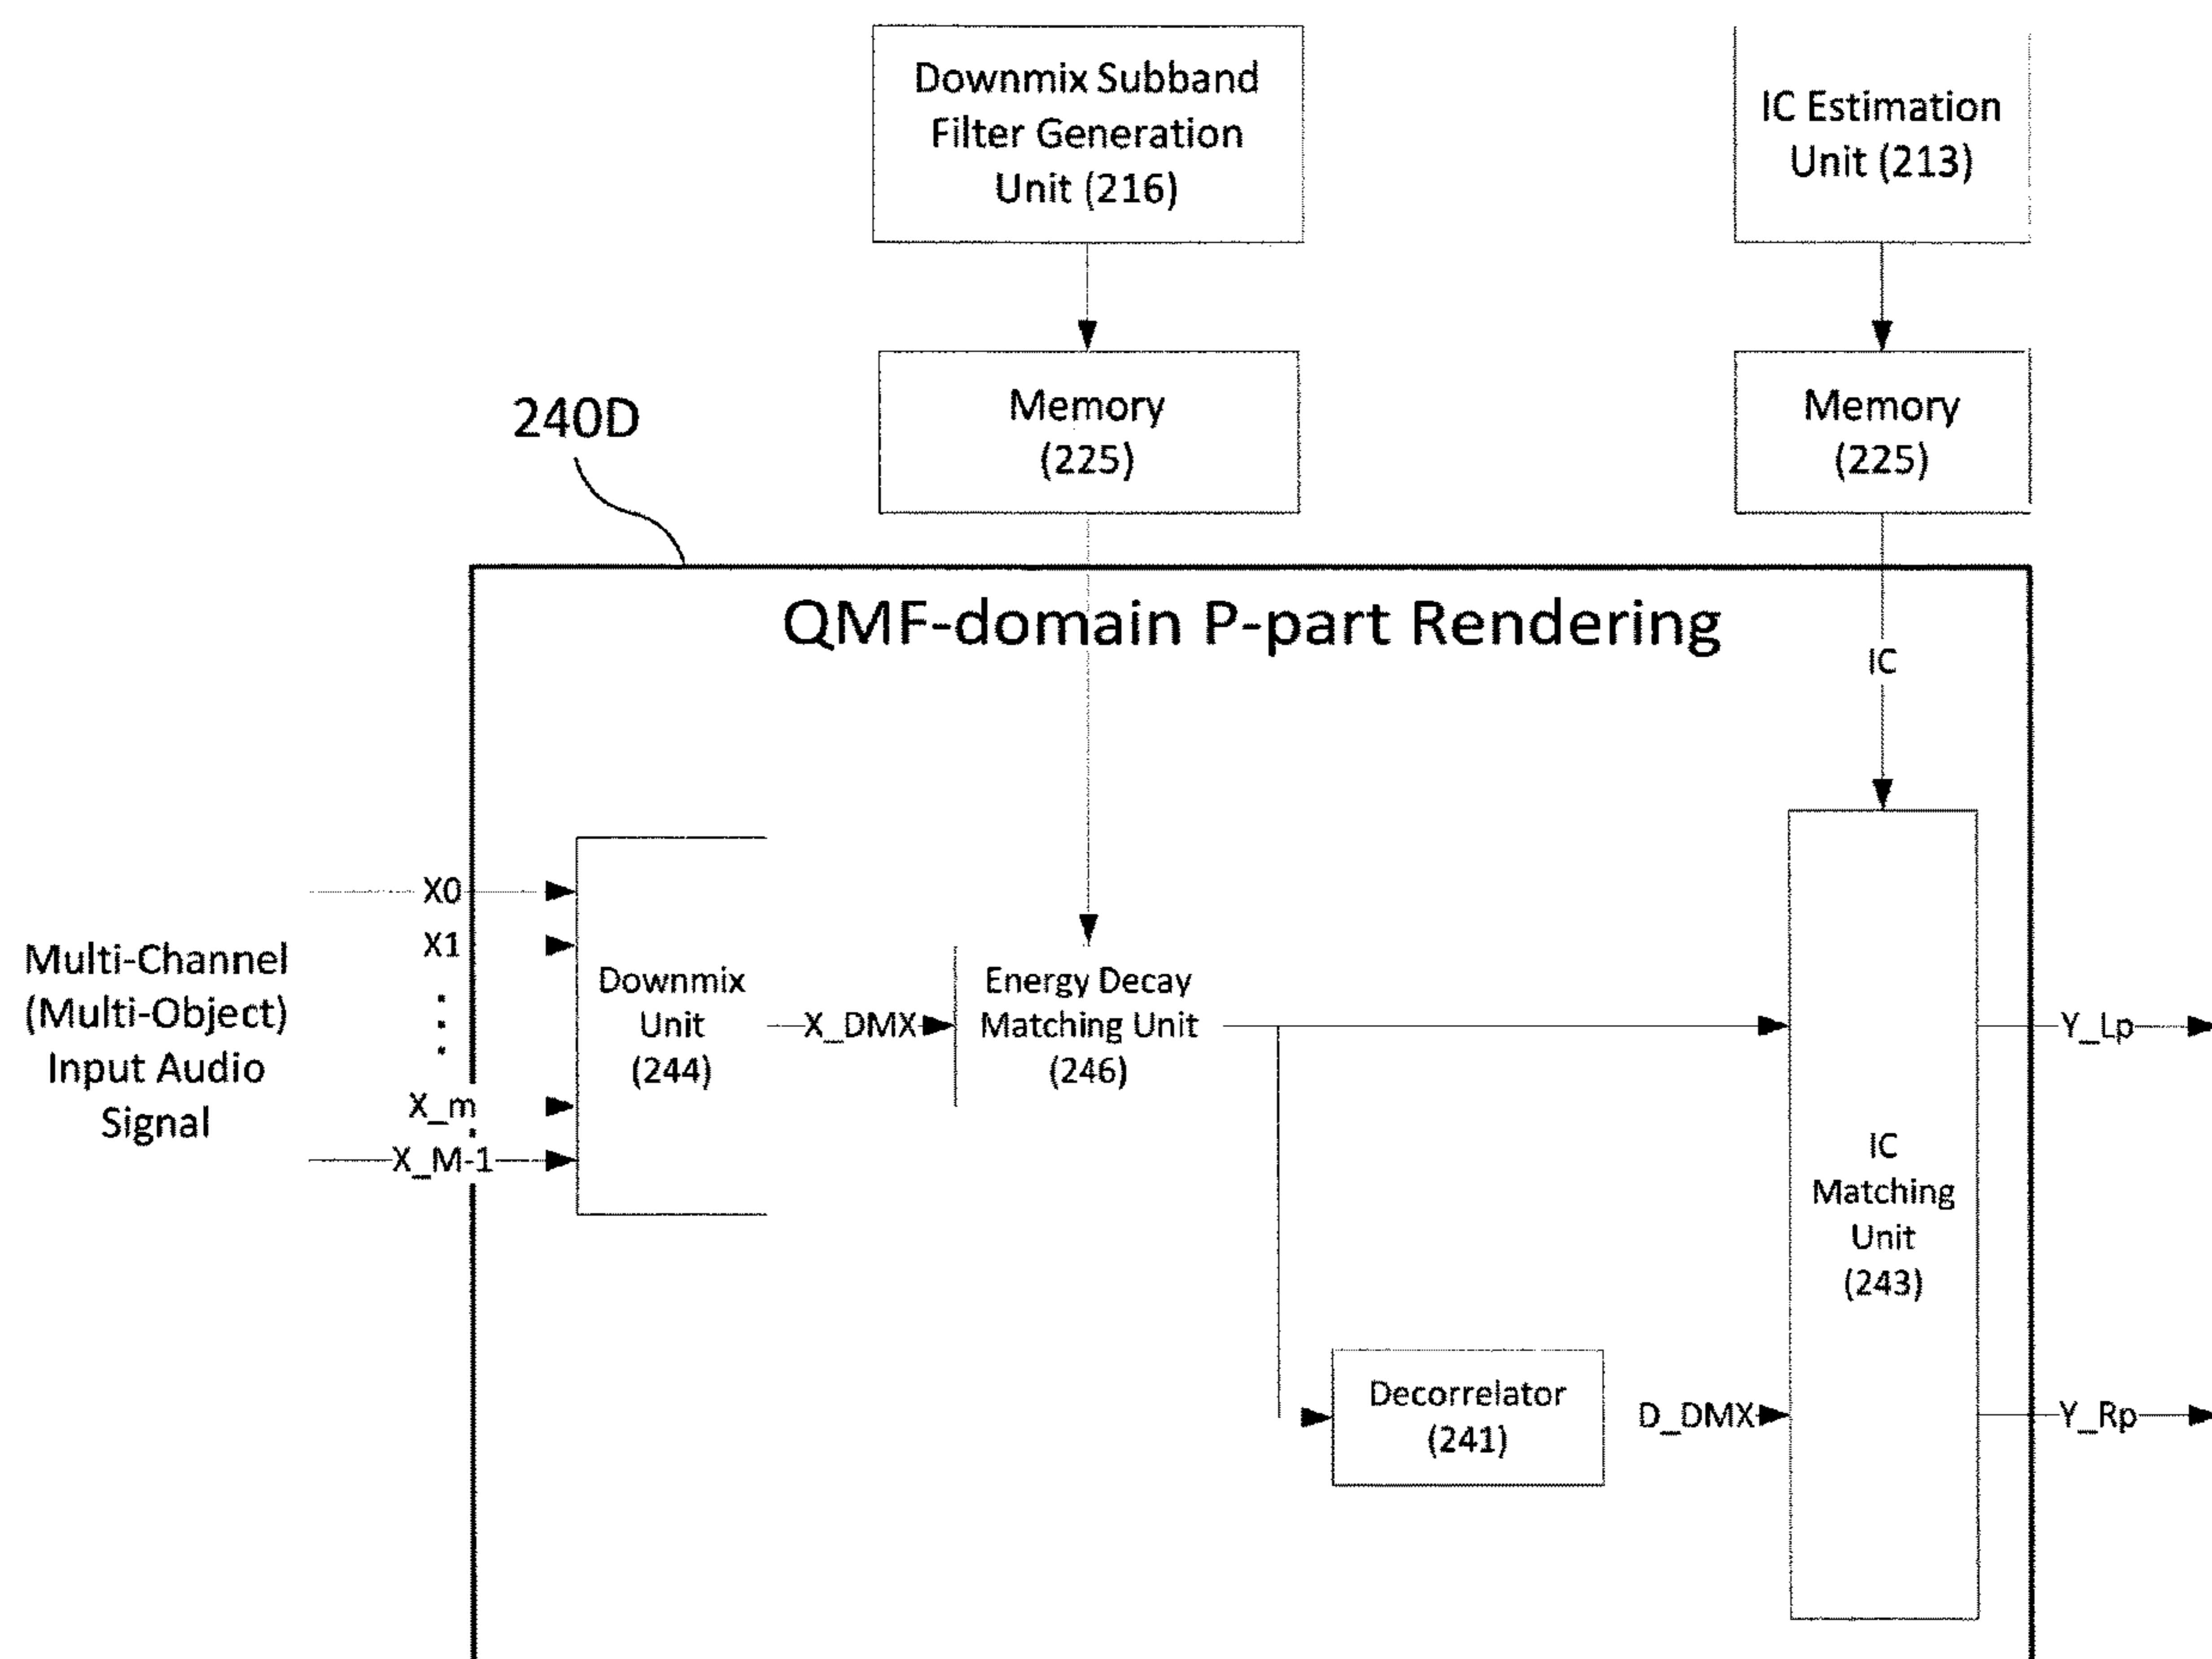 Downmix Subband
Filter Generation
Unit (216)
IC Estimation
Unit (213)
Memory
(225)
Memory
(225)
240D
QMF-domain P-part Rendering
IC
Multi-Channel
(Multi-Object)
Input Audio
Signal
X0
X1
X_m
X_M-1
Downmix
Unit
(244)
X_DMX
Energy Decay
Matching Unit
(246)
IC
Matching
Unit
(243)
Decorrelator
(241)
D_DMX
Y_Lp
Y_Rp